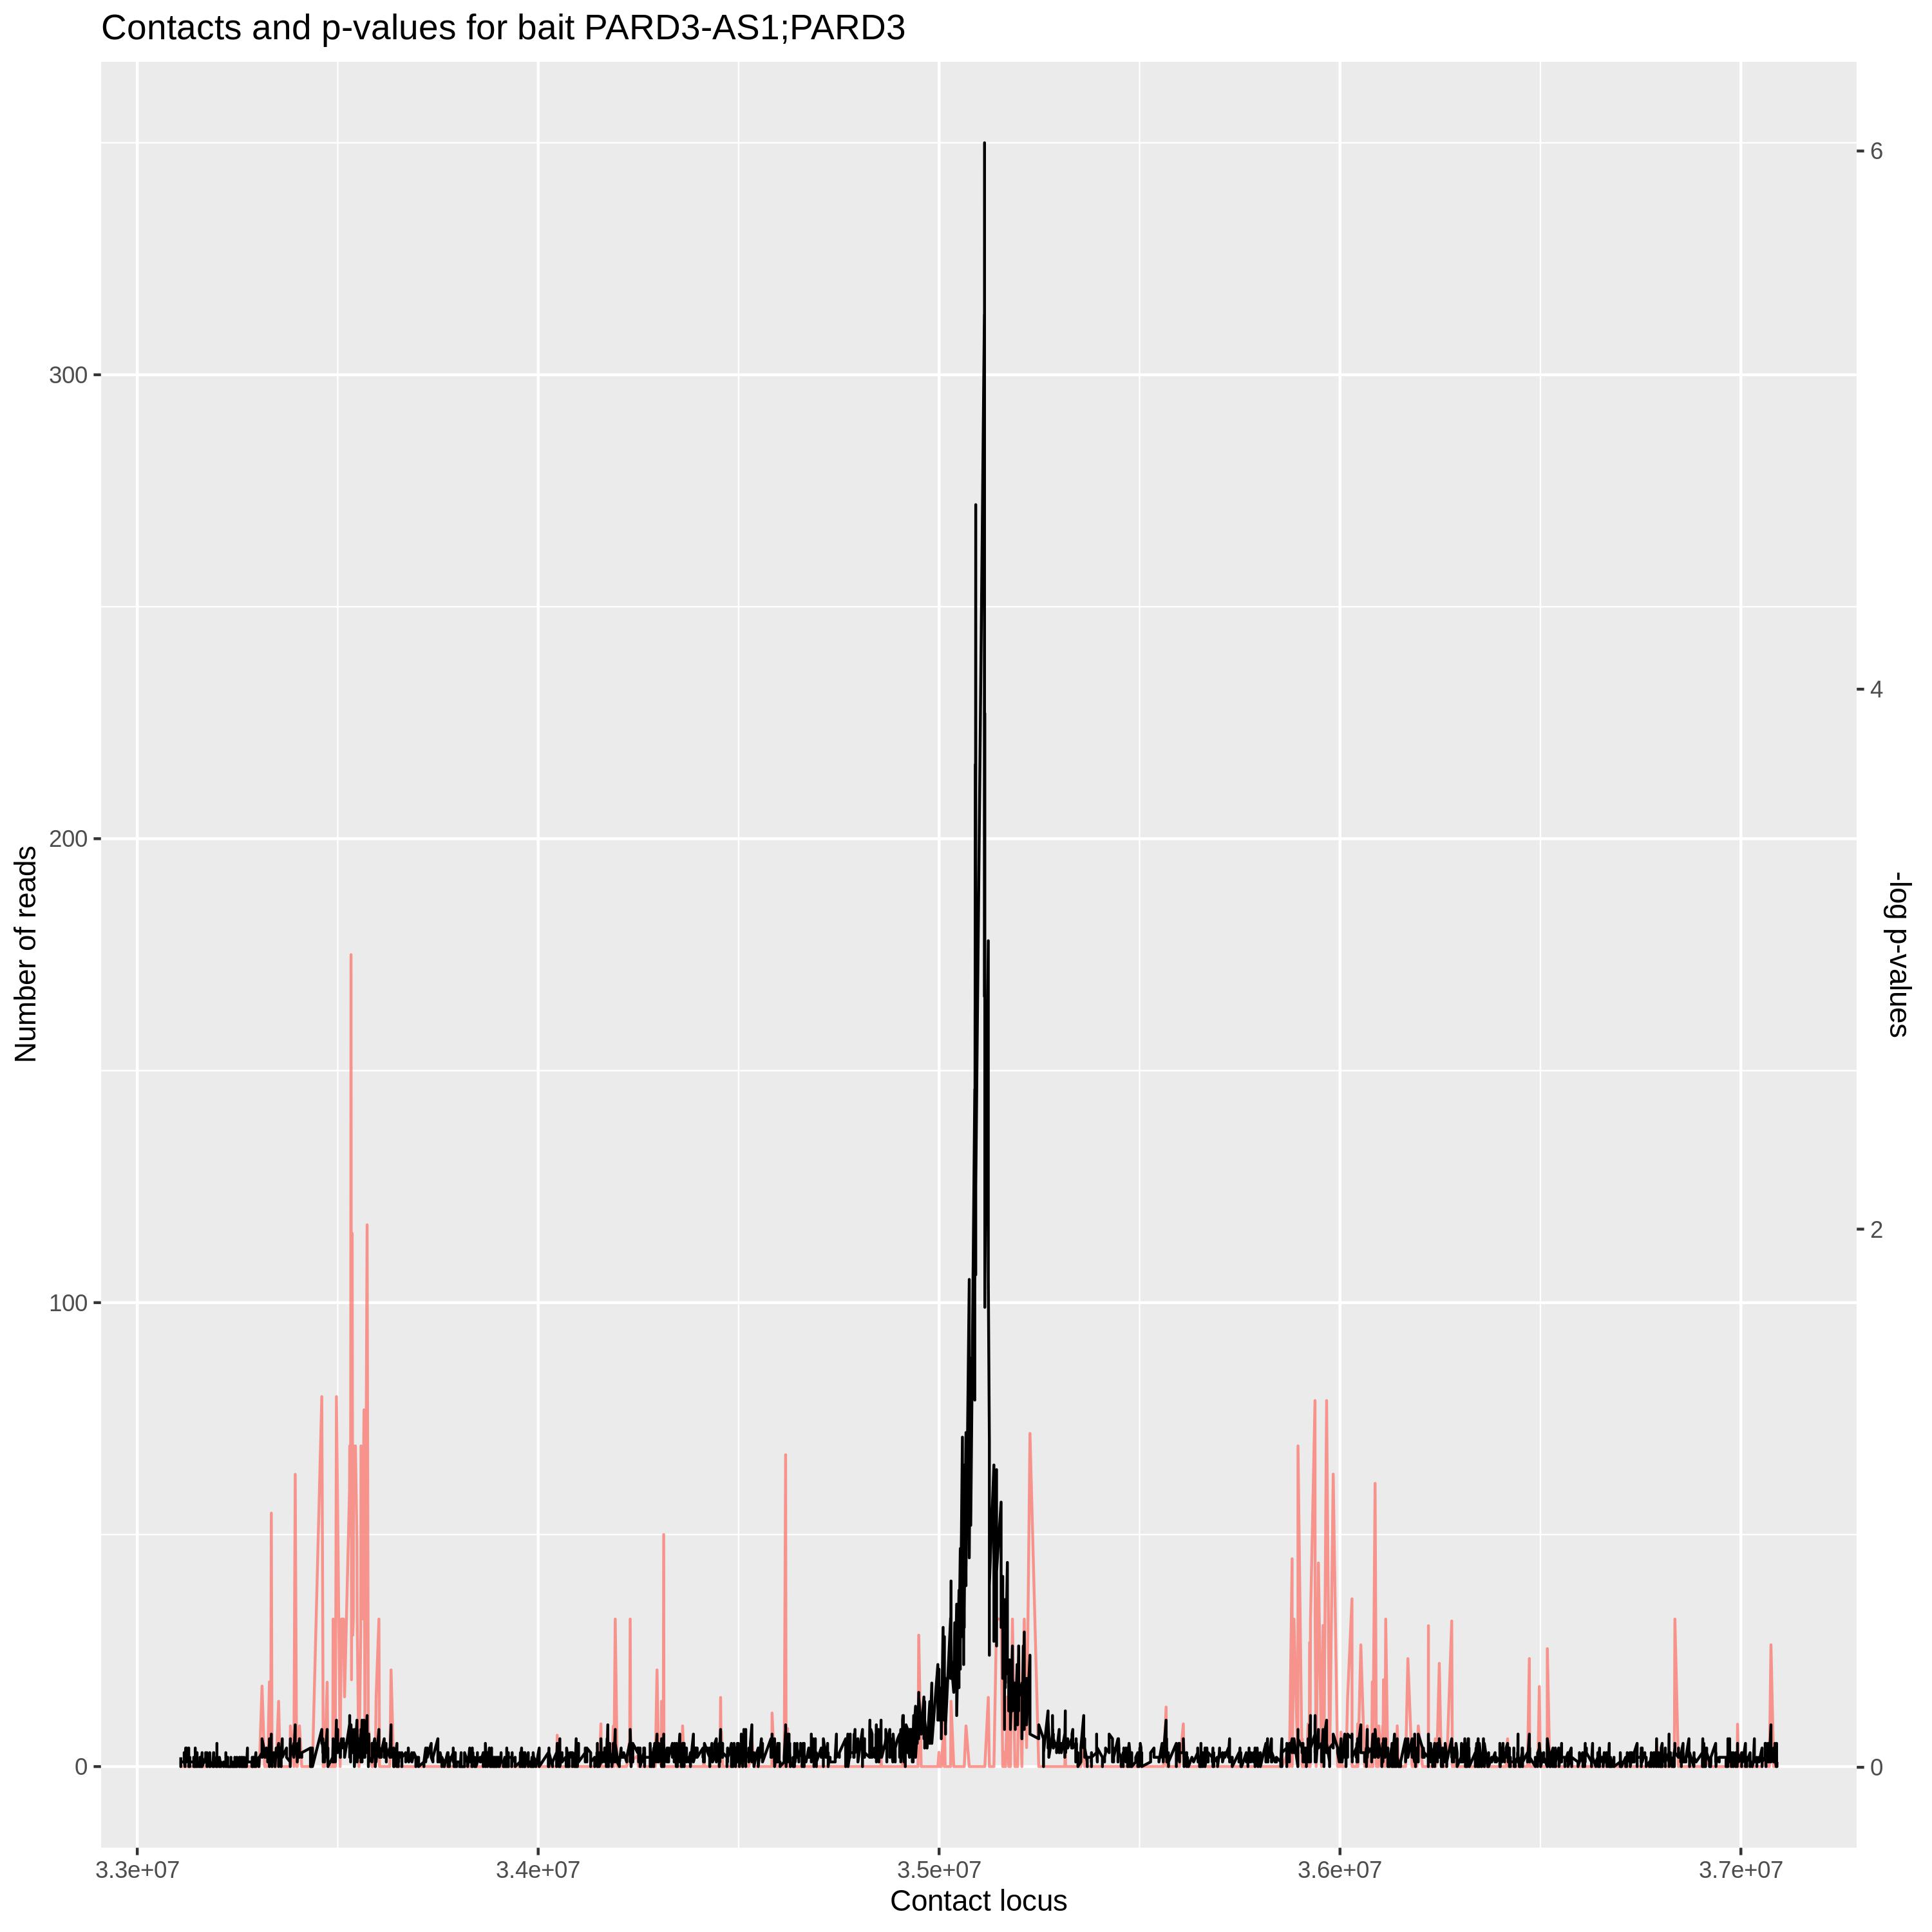 Contacts and p-values for bait PARD3-AS1;PARD3
300
200
100
0
Number of reads
6
4
2
0
-log p-values
3.3e+07
3.4e+07
3.5e+07
3.6e+07
3.7e+07
Contact locus